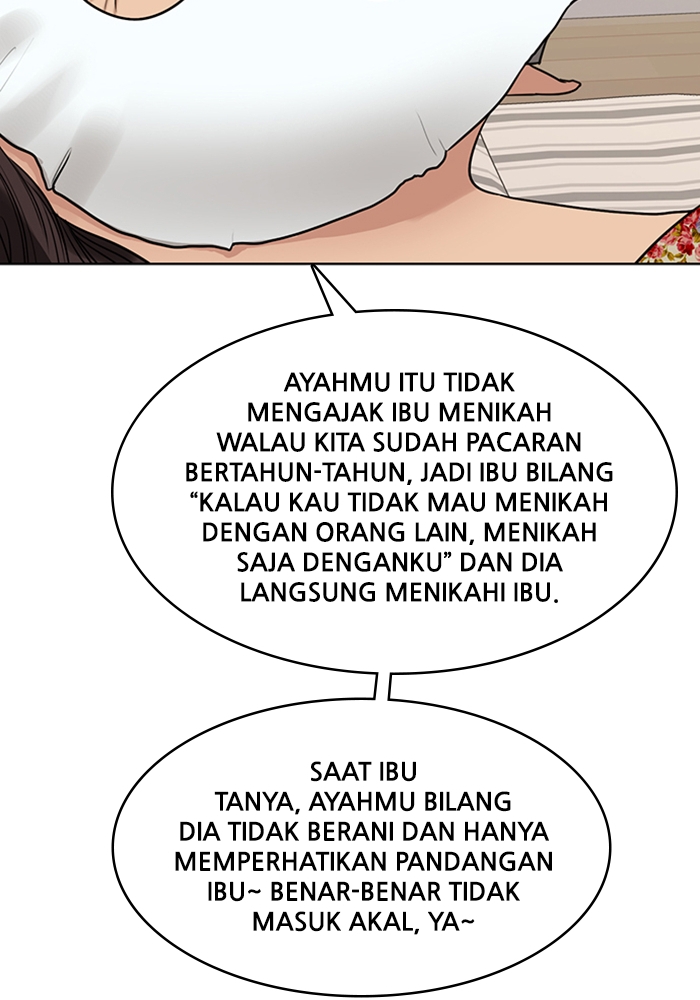 AYAHMU ITU TIDAK
MENGAJAK IBU MENIKAH
WALAU KITA SUDAH PACARAN
BERTAHUN-TAHUN, JADI IBU BILANG
“KALAU KAU TIDAK MAU MENIKAH
DENGAN ORANG LAIN, MENIKAH
SAJA DENGANKU” DAN DIA
LANGSUNG MENIKAHI IBU.
SAAT IBU
TANYA, AYAHMU BILANG
DIA TIDAK BERANI DAN HANYA
MEMPERHATIKAN PANDANGAN
IBU~ BENAR-BENAR TIDAK
MASUK AKAL, YA~